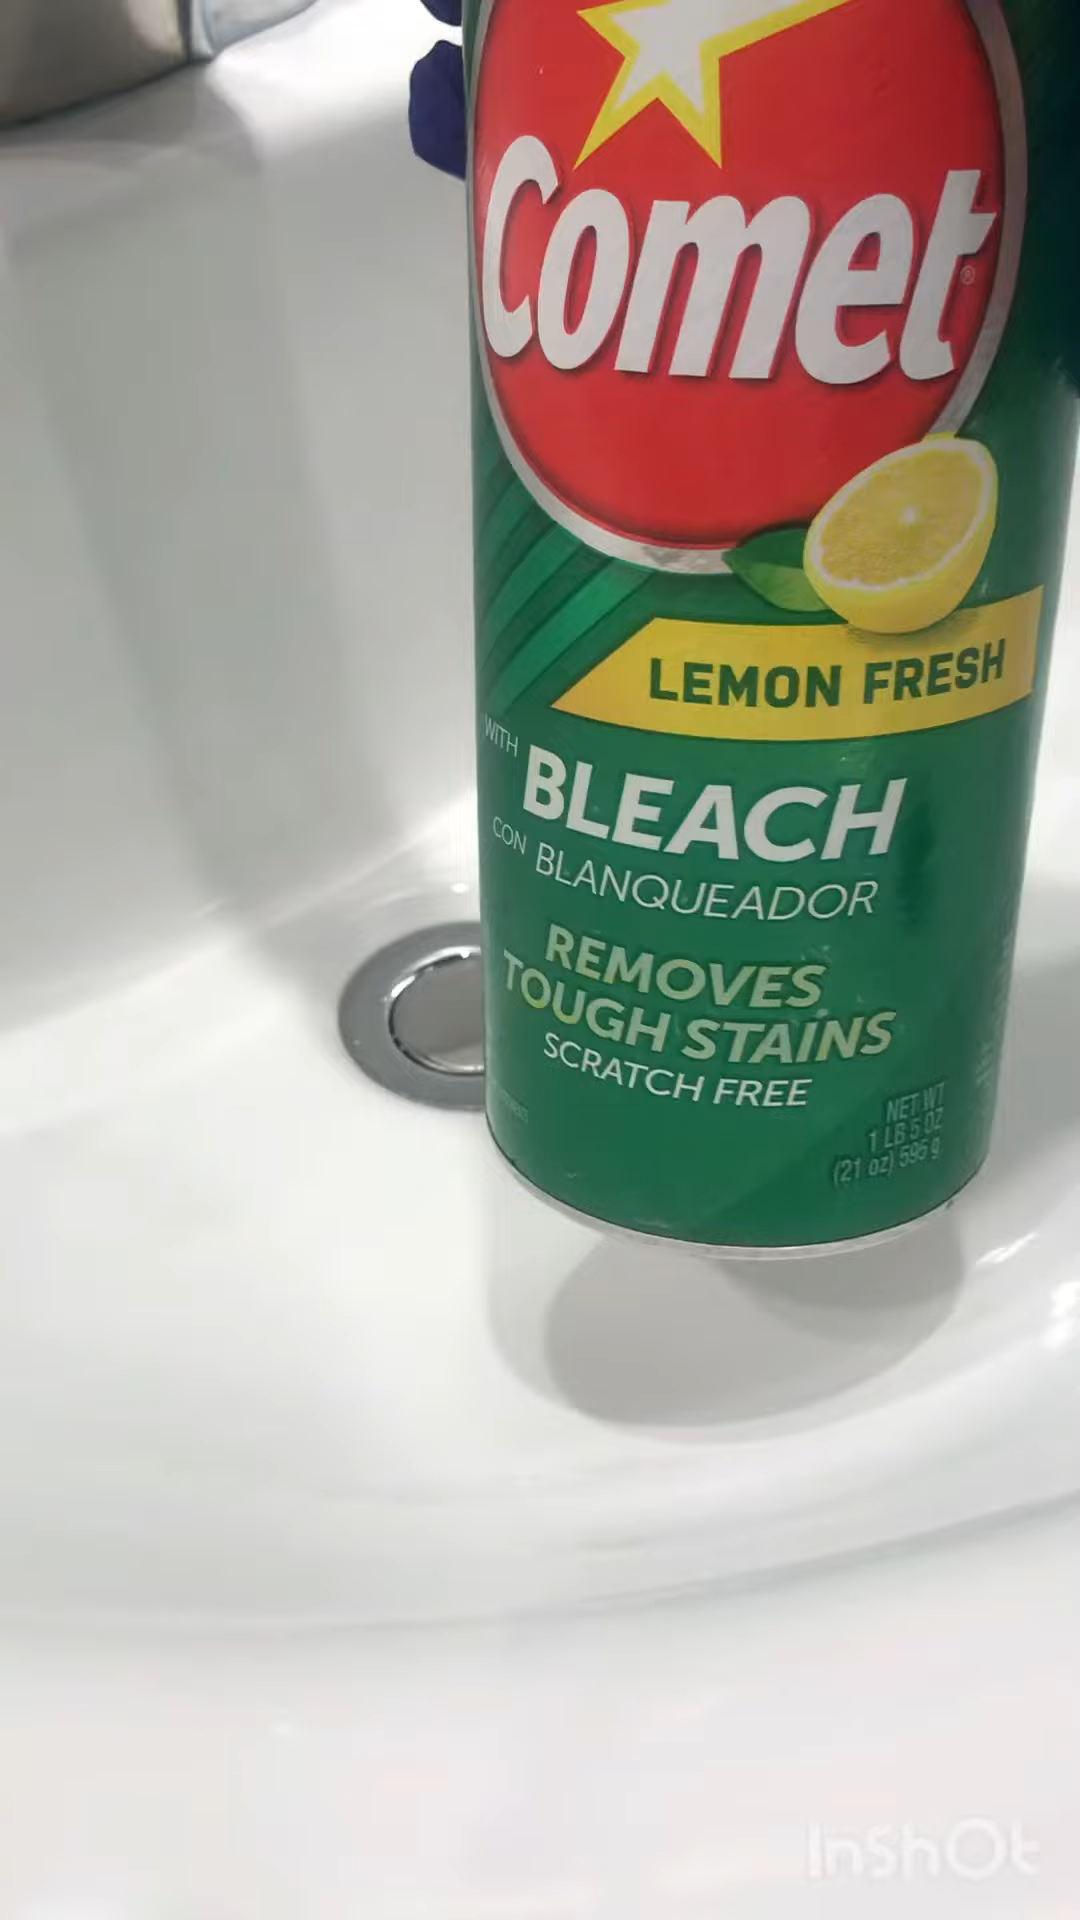 Comet
LEMON FRESH
WITH BLEACH
CON BLANQUEADOR
REMOVES
TOUGH STAINS
SCRATCH FREE
NET WT
1 LB 5 OZ
(21 oz) 595 g
InShOt